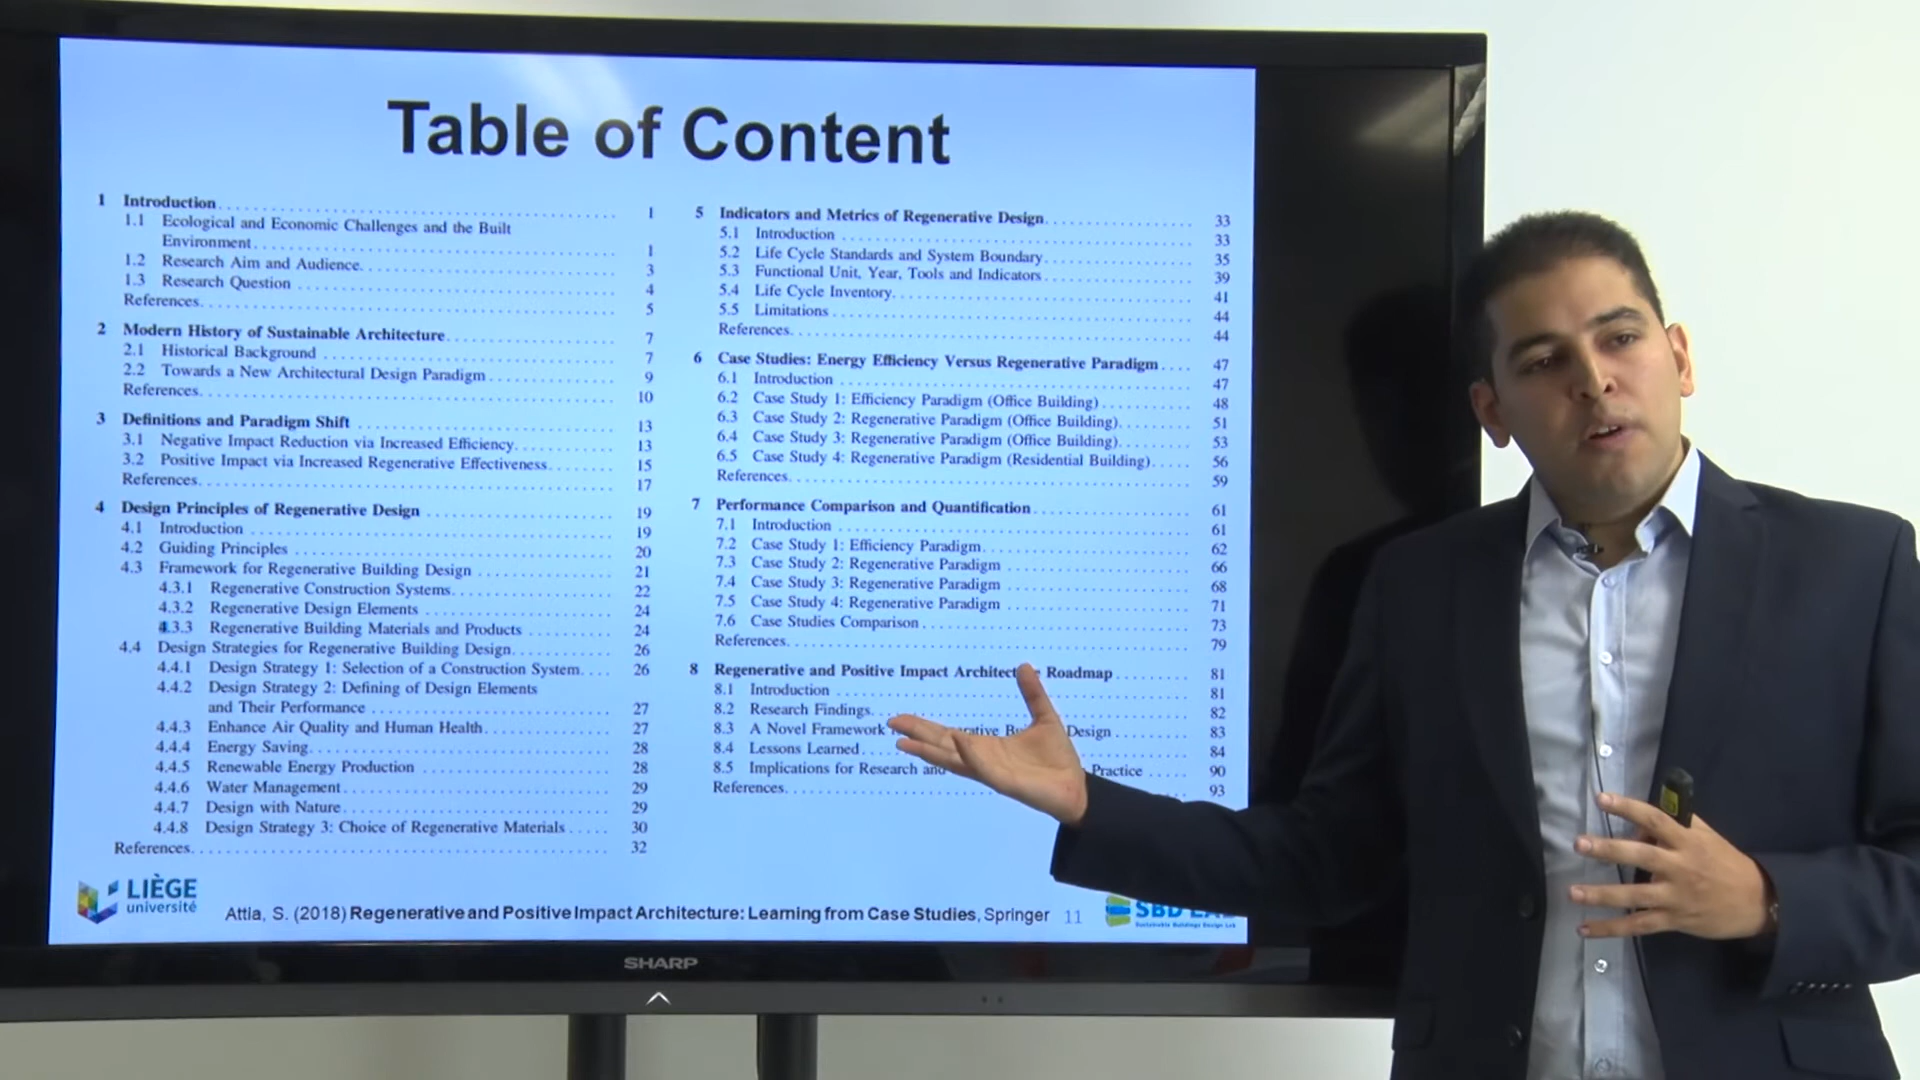 Table of Content
1 Introduction 1
1.1 Ecological and Economic Challenges and the Built
Environment 1
1.2 Research Aim and Audience 3
1.3 Research Question 4
References 5
2 Modern History of Sustainable Architecture 7
2.1 Historical Background 7
2.2 Towards a New Architectural Design Paradigm 9
References 10
3 Definitions and Paradigm Shift 13
3.1 Negative Impact Reduction via Increased Efficiency 13
3.2 Positive Impact via Increased Regenerative Effectiveness 15
References 17
4 Design Principles of Regenerative Design 19
4.1 Introduction 19
4.2 Guiding Principles 20
4.3 Framework for Regenerative Building Design 21
4.3.1 Regenerative Construction Systems 22
4.3.2 Regenerative Design Elements 24
4.3.3 Regenerative Building Materials and Products 24
4.4 Design Strategies for Regenerative Building Design 26
4.4.1 Design Strategy 1: Selection of a Construction System 26
4.4.2 Design Strategy 2: Defining of Design Elements
and Their Performance 27
4.4.3 Enhance Air Quality and Human Health 27
4.4.4 Energy Saving 28
4.4.5 Renewable Energy Production 28
4.4.6 Water Management 29
4.4.7 Design with Nature 29
4.4.8 Design Strategy 3: Choice of Regenerative Materials 30
References 32
5 Indicators and Metrics of Regenerative Design 33
5.1 Introduction 33
5.2 Life Cycle Standards and System Boundary 35
5.3 Functional Unit, Year, Tools and Indicators 39
5.4 Life Cycle Inventory 41
5.5 Limitations 44
References 44
6 Case Studies: Energy Efficiency Versus Regenerative Paradigm 47
6.1 Introduction 47
6.2 Case Study 1: Efficiency Paradigm (Office Building) 48
6.3 Case Study 2: Regenerative Paradigm (Office Building) 51
6.4 Case Study 3: Regenerative Paradigm (Office Building) 53
6.5 Case Study 4: Regenerative Paradigm (Residential Building) 56
References 59
7 Performance Comparison and Quantification 61
7.1 Introduction 61
7.2 Case Study 1: Efficiency Paradigm 62
7.3 Case Study 2: Regenerative Paradigm 66
7.4 Case Study 3: Regenerative Paradigm 68
7.5 Case Study 4: Regenerative Paradigm 71
7.6 Case Studies Comparison 73
References 79
8 Regenerative and Positive Impact Architect Roadmap 81
8.1 Introduction 81
8.2 Research Findings 82
8.3 A Novel Framework Design 83
8.4 Lessons Learned 84
8.5 Implications for Research and Practice 90
References 93
LIÈGE
université
Attia, S. (2018) Regenerative and Positive Impact Architecture: Learning from Case Studies, Springer 11
SBD LAB
Sustainable Buildings Design Lab
SHARP